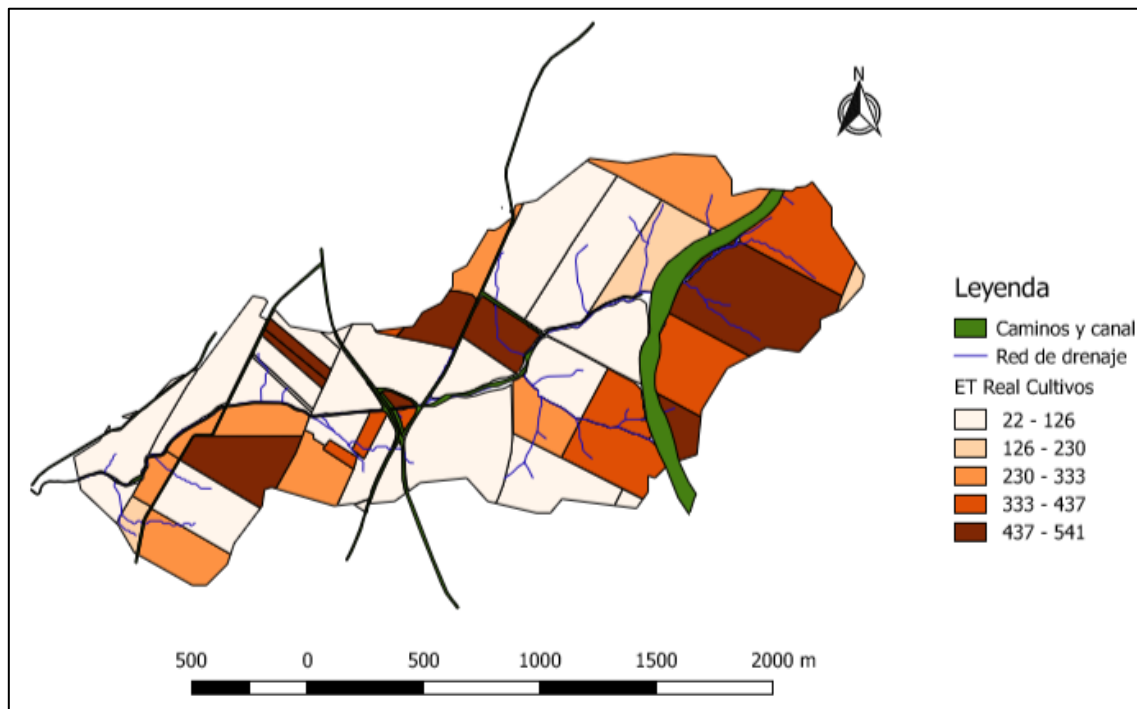 N
Leyenda
Caminos y canal
Red de drenaje
ET Real Cultivos
22 - 126
126 - 230
230 - 333
333 - 437
437 - 541
500 0 500 1000 1500 2000 m